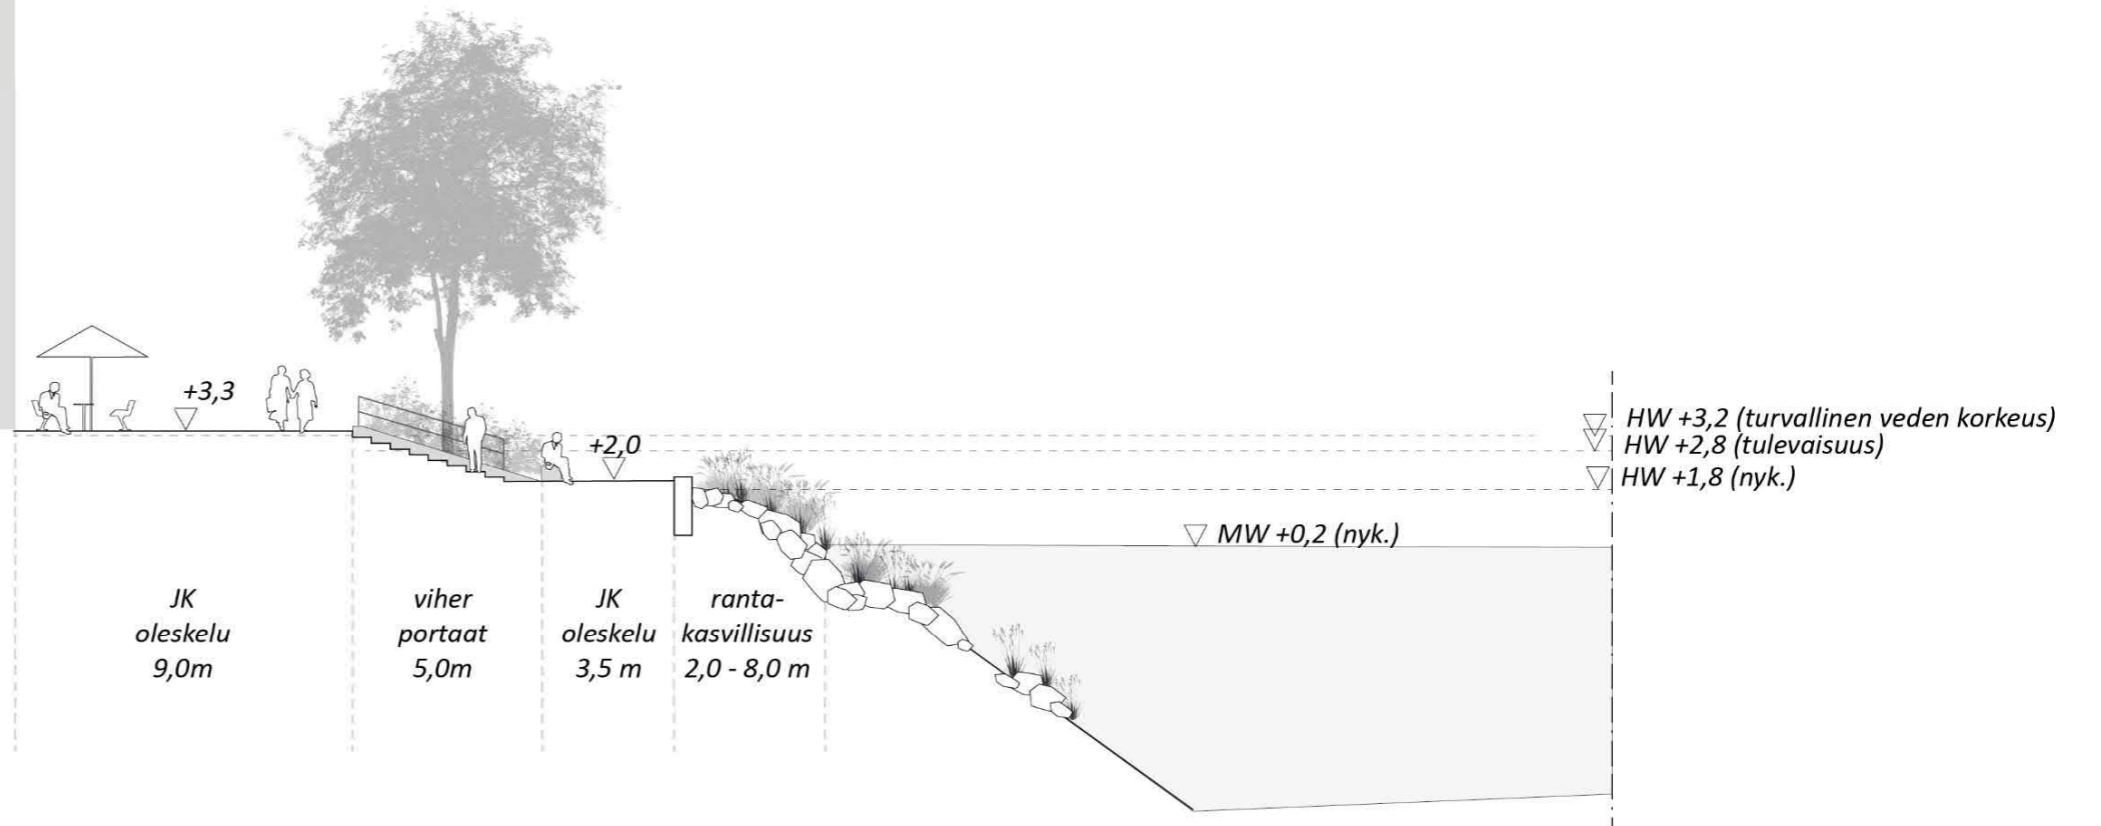 +3,3
+2,0
HW +3,2 (turvallinen veden korkeus)
HW +2,8 (tulevaisuus)
HW +1,8 (nyk.)
MW +0,2 (nyk.)
JK
oleskelu
9,0m
viher
portaat
5,0m
JK
oleskelu
3,5 m
ranta-
kasvillisuus
2,0 - 8,0 m